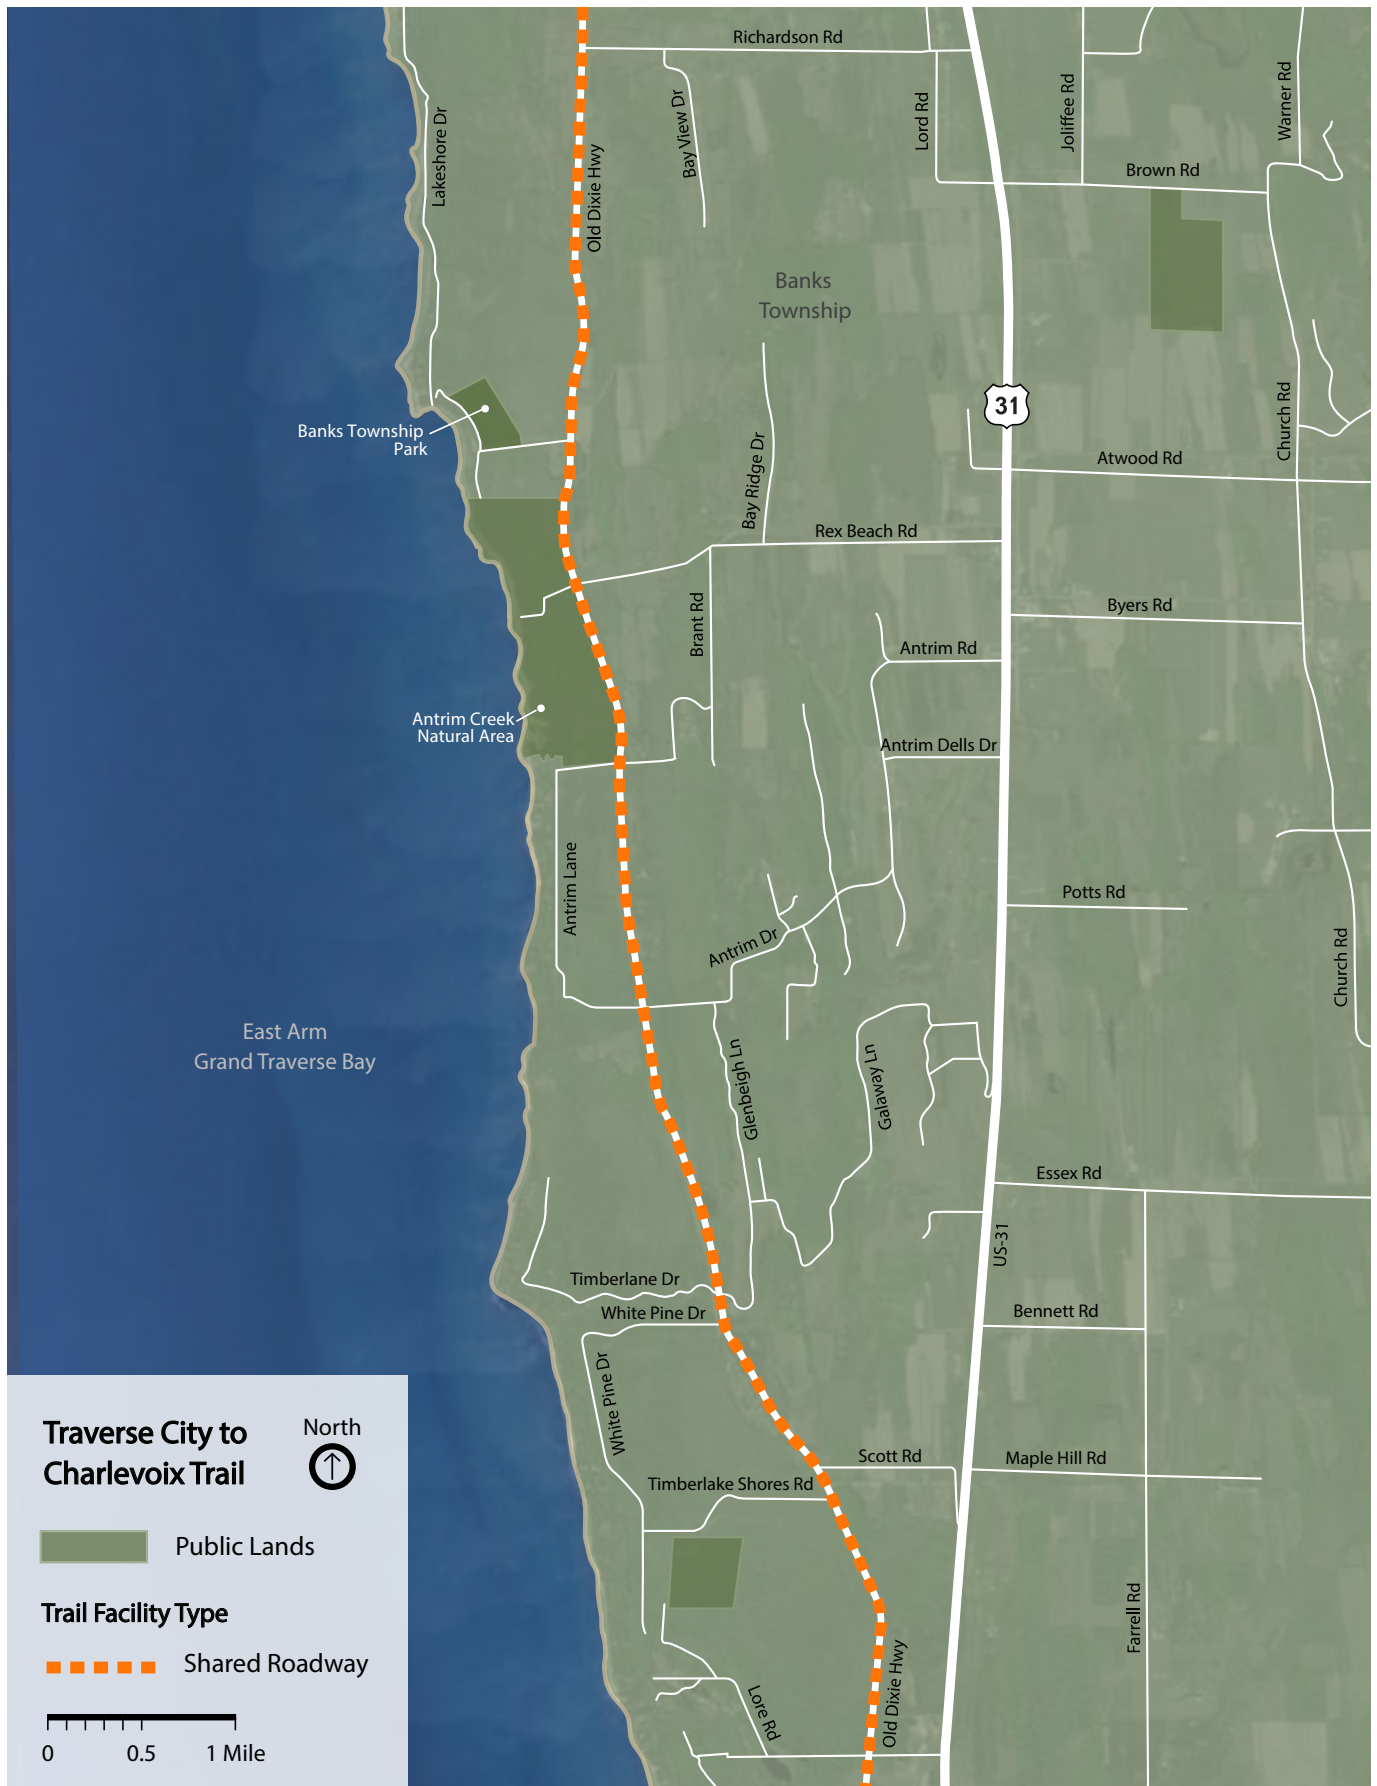 Richardson Rd
Lakeshore Dr
Bay View Dr
Lord Rd
Joliffee Rd
Warner Rd
Old Dixie Hwy
Brown Rd
Banks
Township
31
Church Rd
Banks Township
Park
Bay Ridge Dr
Atwood Rd
Rex Beach Rd
Brant Rd
Byers Rd
Antrim Rd
Antrim Creek
Natural Area
Antrim Dells Dr
Antrim Lane
Potts Rd
Antrim Dr
Church Rd
East Arm
Grand Traverse Bay
Glenbeigh Ln
Galaway Ln
Essex Rd
US-31
Timberlane Dr
White Pine Dr
Bennett Rd
White Pine Dr
Scott Rd
Maple Hill Rd
Timberlake Shores Rd
Farrell Rd
Old Dixie Hwy
Lore Rd
Traverse City to
Charlevoix Trail
North
Public Lands
Trail Facility Type
Shared Roadway
0 0.5 1 Mile